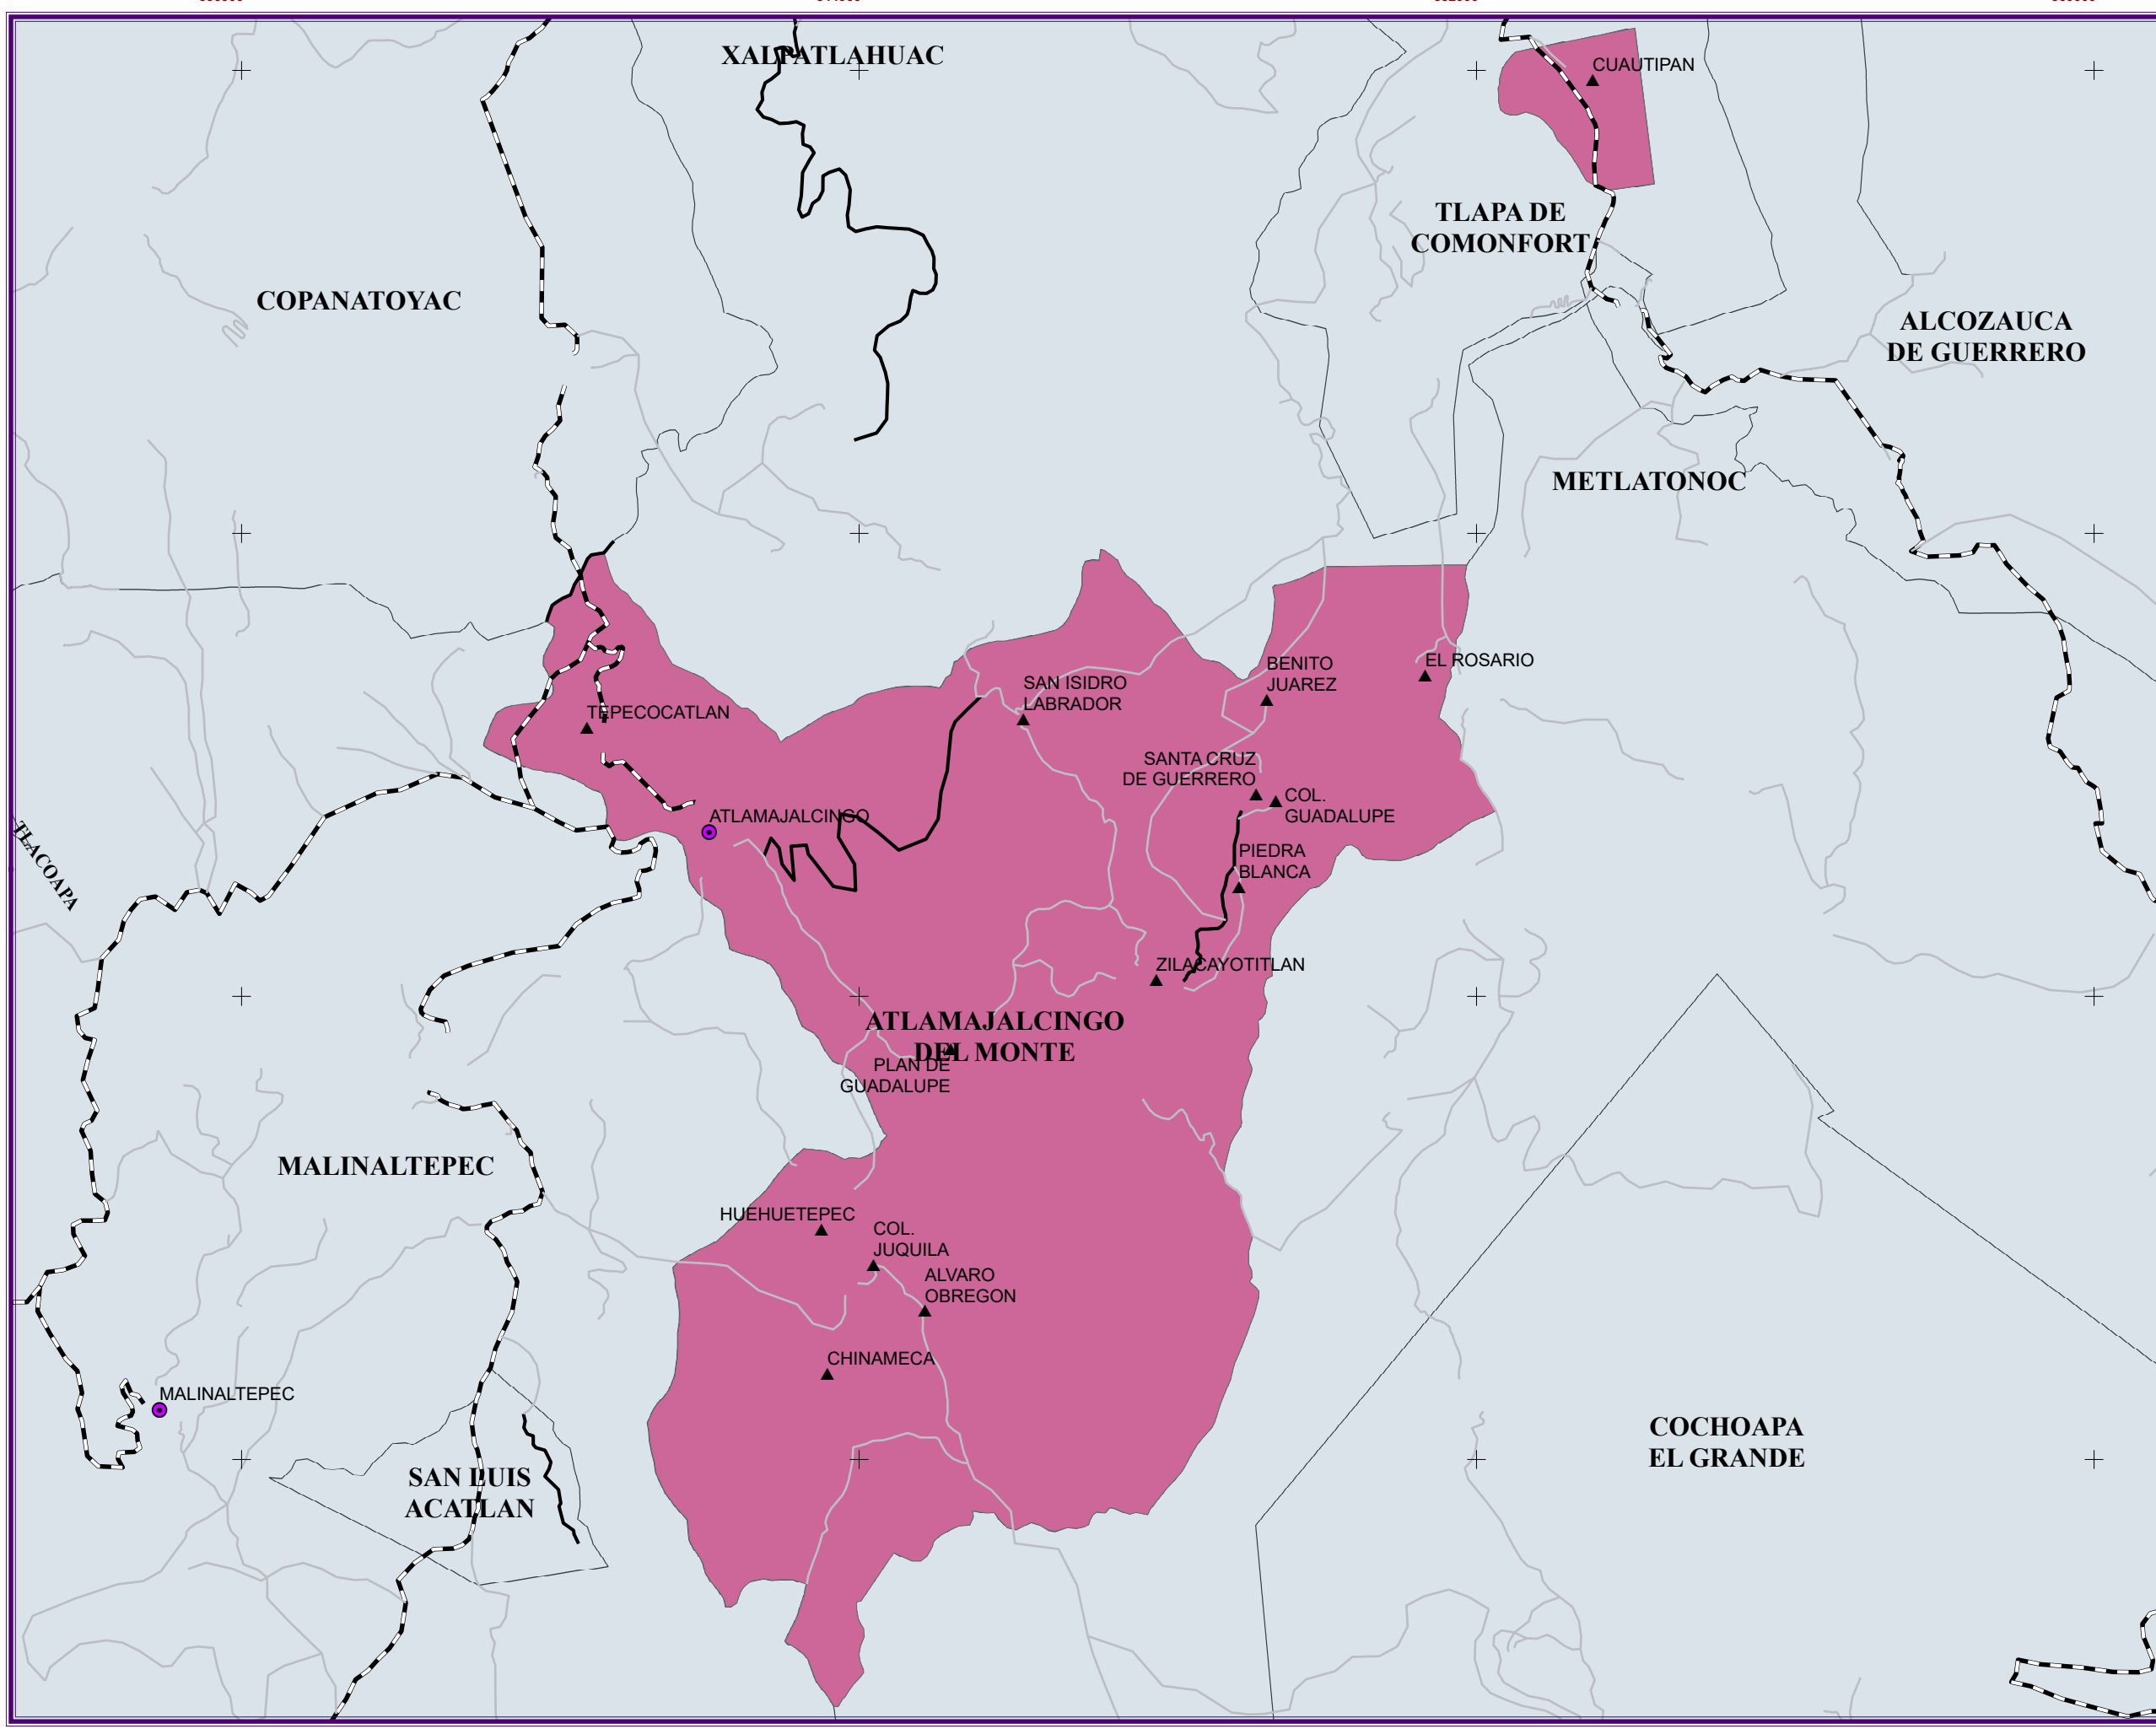 XALPATLAHUAC
CUAUTIPAN
TLAPA DE
COMONFORT
COPANATOYAC
ALCOZAUCA
DE GUERRERO
METLATONOC
EL ROSARIO
BENITO
JUAREZ
SAN ISIDRO
LABRADOR
TEPECOCATLAN
SANTA CRUZ
DE GUERRERO
COL.
GUADALUPE
ATLAMAJALCINGO
TLACOAPA
PIEDRA
BLANCA
ZILACAYOTITLAN
ATLAMAJALCINGO
DEL MONTE
PLAN DE
GUADALUPE
MALINALTEPEC
HUEHUETEPEC
COL.
JUQUILA
ALVARO
OBREGON
CHINAMECA
MALINALTEPEC
COCHOAPA
EL GRANDE
SAN LUIS
ACATLAN